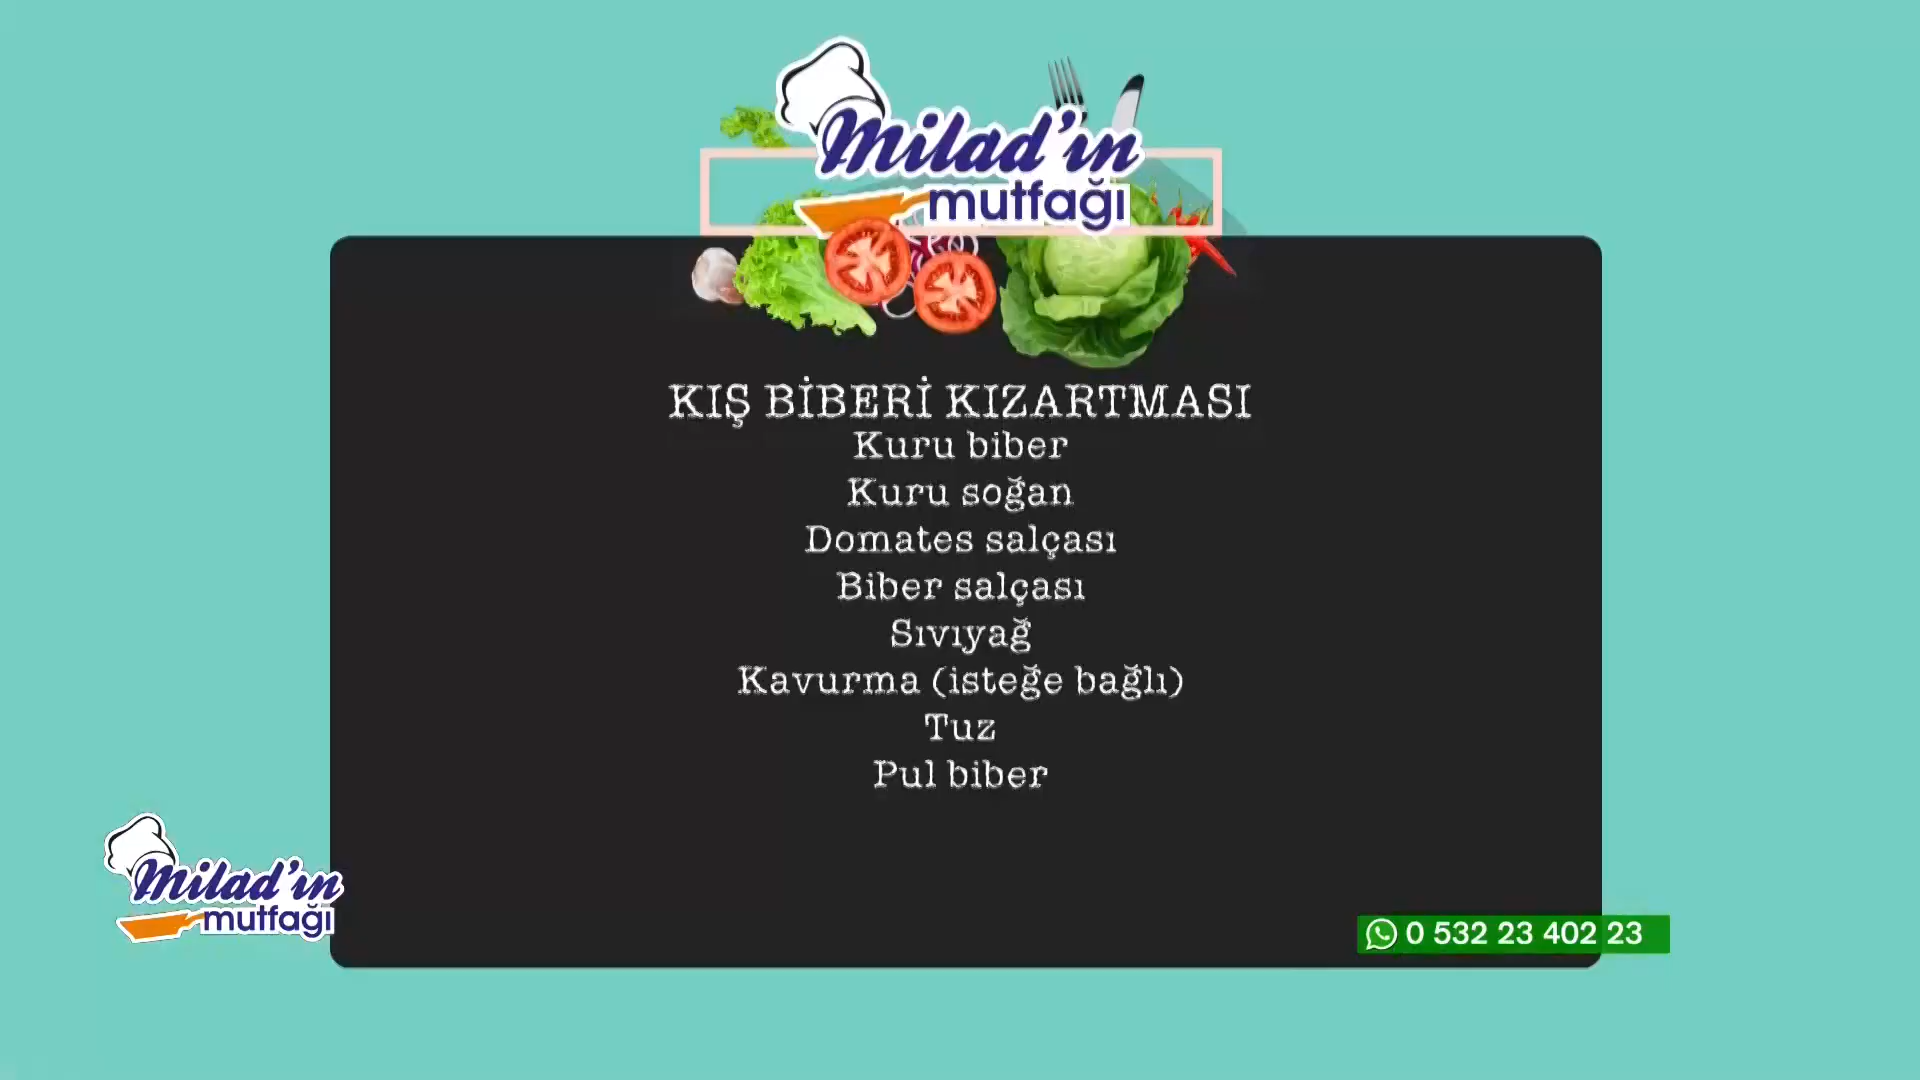 Milad'ın
mutfağı
KIŞ BİBERİ KIZARTMASI
Kuru biber
Kuru soğan
Domates salçası
Biber salçası
Sıvıyağ
Kavurma (isteğe bağlı)
Tuz
Pul biber
Milad'ın
mutfağı
0 532 23 402 23